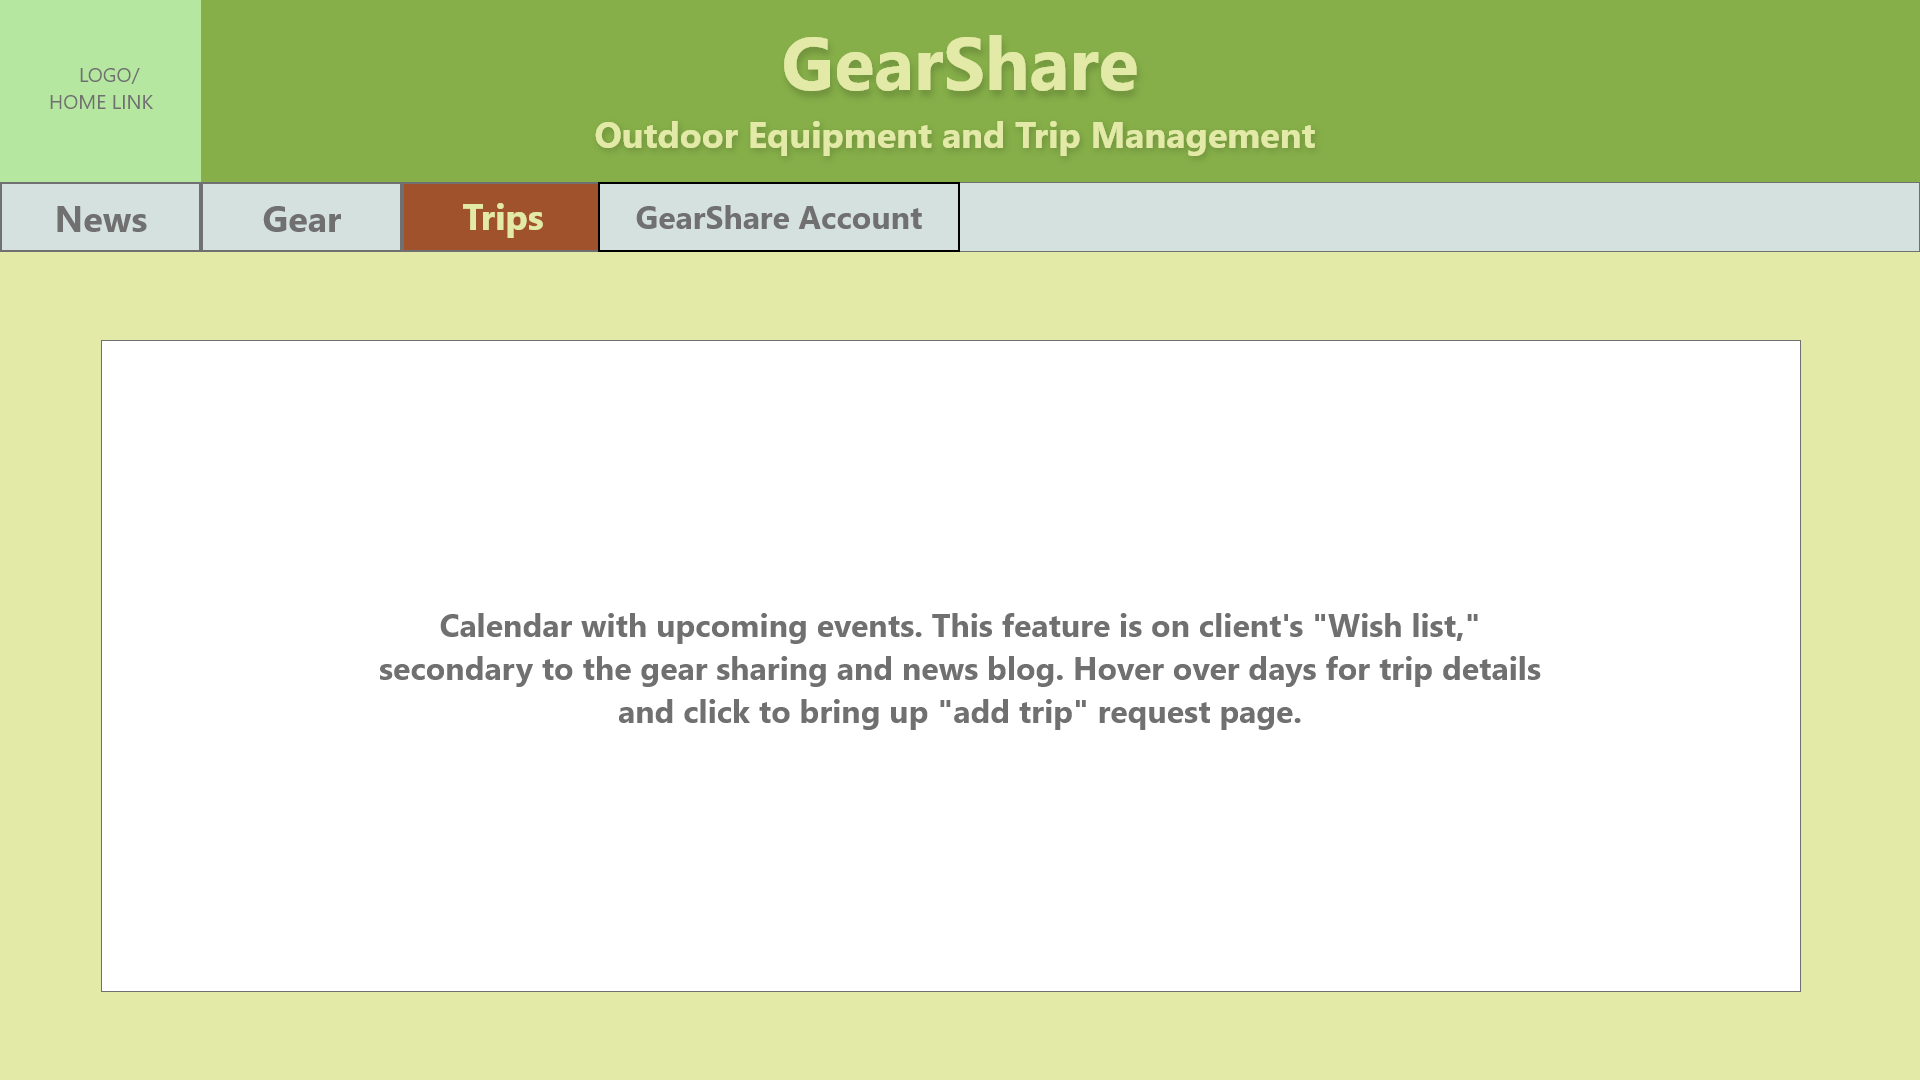 LOGO/
HOME LINK
GearShare
Outdoor Equipment and Trip Management
News
Gear
Trips
GearShare Account
Calendar with upcoming events. This feature is on client's "Wish list,"
secondary to the gear sharing and news blog. Hover over days for trip details
and click to bring up "add trip" request page.